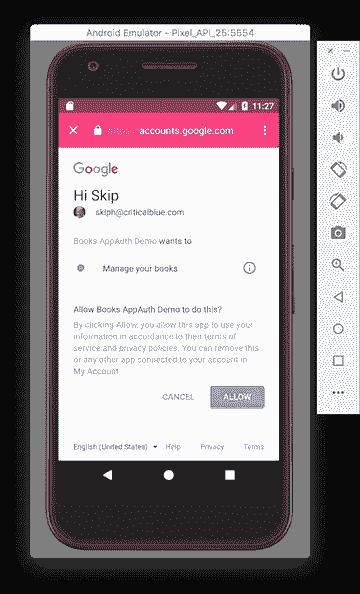 Android Emulator - Pixel_API_25:5554
11:27
https://accounts.google.com
Google
Hi Skip
skiph@criticalblue.com
Books AppAuth Demo wants to
Manage your books
Allow Books AppAuth Demo to do this?
By clicking Allow, you allow this app to use your
information in accordance to their terms of
service and privacy policies. You can remove this
or any other app connected to your account in
My Account
CANCEL ALLOW
English (United States) Help Privacy Terms